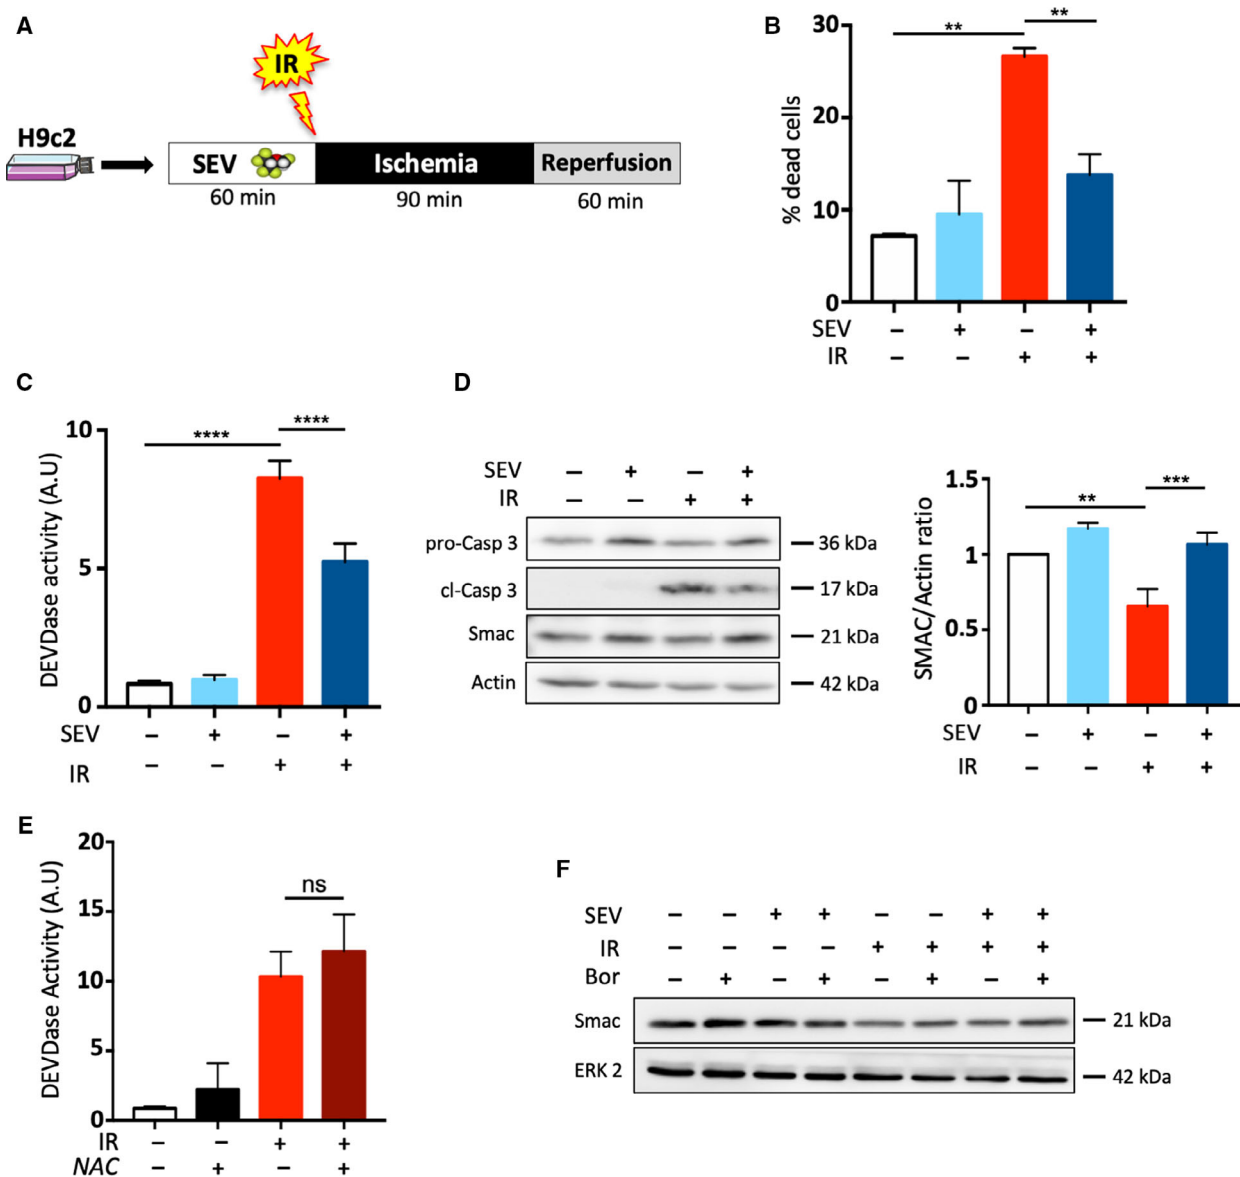 A
IR
H9c2
SEV
Ischemia
Reperfusion
60 min
90 min
60 min
B
% dead cells
30
20
10
0
**
**
SEV – + – +
IR – – + +
C
DEVDase activity (A.U)
10
5
0
****
****
SEV – + – +
IR – – + +
D
SEV – + – +
IR – – + +
pro-Casp 3 36 kDa
cl-Casp 3 17 kDa
Smac 21 kDa
Actin 42 kDa
SMAC/Actin ratio
1.5
1
0.5
0
**
***
SEV – + – +
IR – – + +
E
DEVDase Activity (A.U)
20
15
10
5
0
ns
IR – – + +
NAC – + – +
F
SEV – – + + – – + +
IR – – – – + + + +
Bor – + – + – + – +
Smac 21 kDa
ERK 2 42 kDa